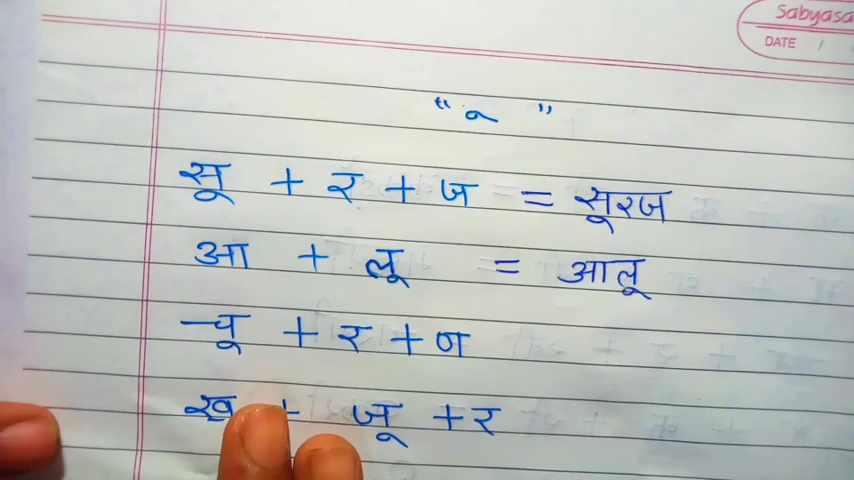 Sabyasa
DATE / /
" ू "
सू + र + ज = सूरज
आ + लू = आलू
चू + र + ण
ख + जू + र